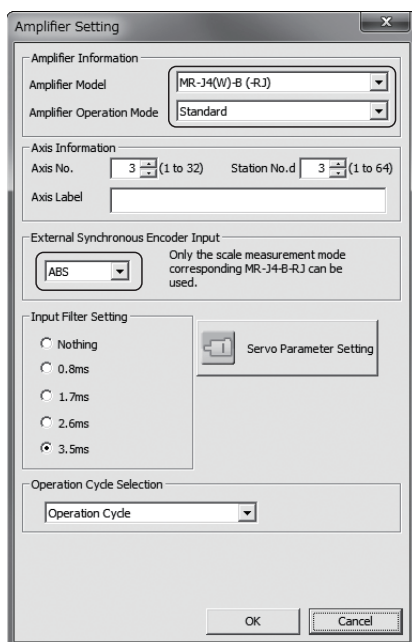 Amplifier Setting
x
Amplifier Information
Amplifier Model MR-J4(W)-B (-RJ)
Amplifier Operation Mode Standard
Axis Information
Axis No. 3 (1 to 32) Station No.d 3 (1 to 64)
Axis Label
External Synchronous Encoder Input
ABS
Only the scale measurement mode
corresponding MR-J4-B-RJ can be
used.
Input Filter Setting
Nothing
0.8ms
1.7ms
2.6ms
3.5ms
Servo Parameter Setting
Operation Cycle Selection
Operation Cycle
OK Cancel